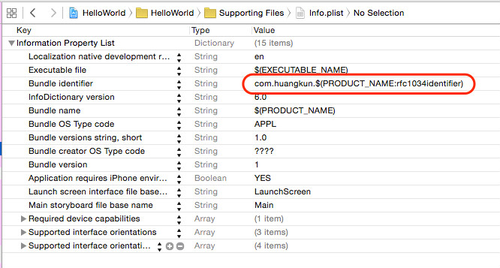 HelloWorld HelloWorld Supporting Files Info.plist No Selection
Key Type Value
Information Property List Dictionary (15 items)
Localization native development r... String en
Executable file String $(EXECUTABLE_NAME)
Bundle identifier String com.huangkun.$(PRODUCT_NAME:rfc1034identifier)
InfoDictionary version String 6.0
Bundle name String $(PRODUCT_NAME)
Bundle OS Type code String APPL
Bundle versions string, short String 1.0
Bundle creator OS Type code String ????
Bundle version String 1
Application requires iPhone envir... Boolean YES
Launch screen interface file base... String LaunchScreen
Main storyboard file base name String Main
Required device capabilities Array (1 item)
Supported interface orientations Array (3 items)
Supported interface orientati... Array (4 items)